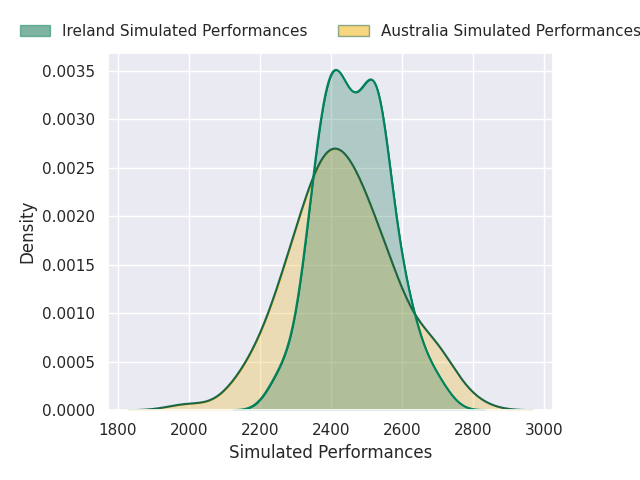 Ireland Simulated Performances
Australia Simulated Performances
0.0035
0.0030
0.0025
0.0020
0.0015
0.0010
0.0005
0.0000
Density
1800 2000 2200 2400 2600 2800 3000
Simulated Performances